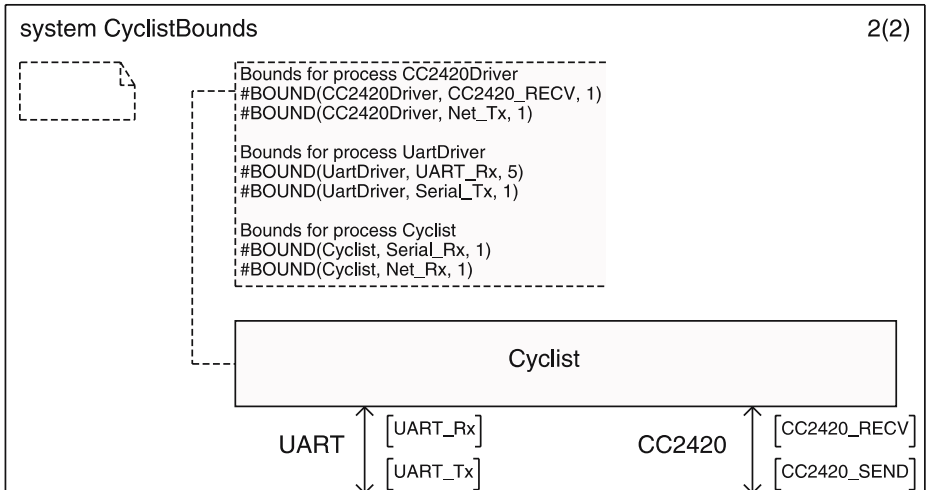 system CyclistBounds
2(2)
Bounds for process CC2420Driver
#BOUND(CC2420Driver, CC2420_RECV, 1)
#BOUND(CC2420Driver, Net_Tx, 1)
Bounds for process UartDriver
#BOUND(UartDriver, UART_Rx, 5)
#BOUND(UartDriver, Serial_Tx, 1)
Bounds for process Cyclist
#BOUND(Cyclist, Serial_Rx, 1)
#BOUND(Cyclist, Net_Rx, 1)
Cyclist
UART
[UART_Rx]
[UART_Tx]
CC2420
[CC2420_RECV]
[CC2420_SEND]